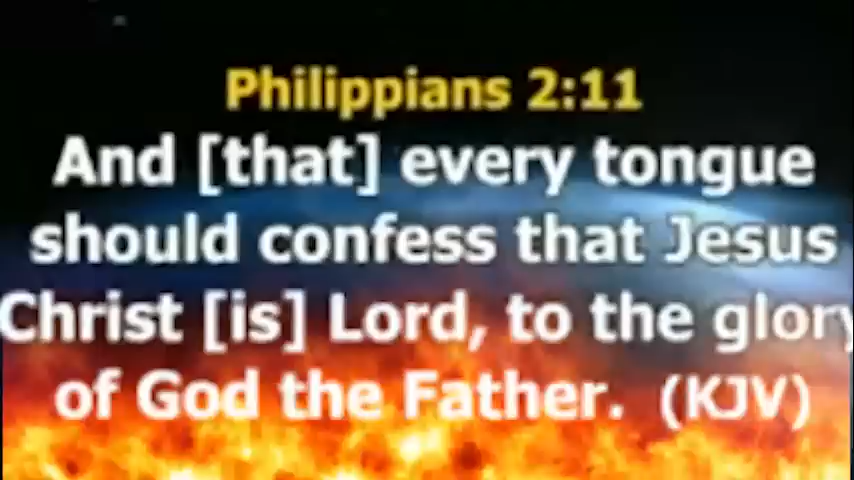 Philippians 2:11
And [that] every tongue
should confess that Jesus
Christ [is] Lord, to the glory
of God the Father. (KJV)